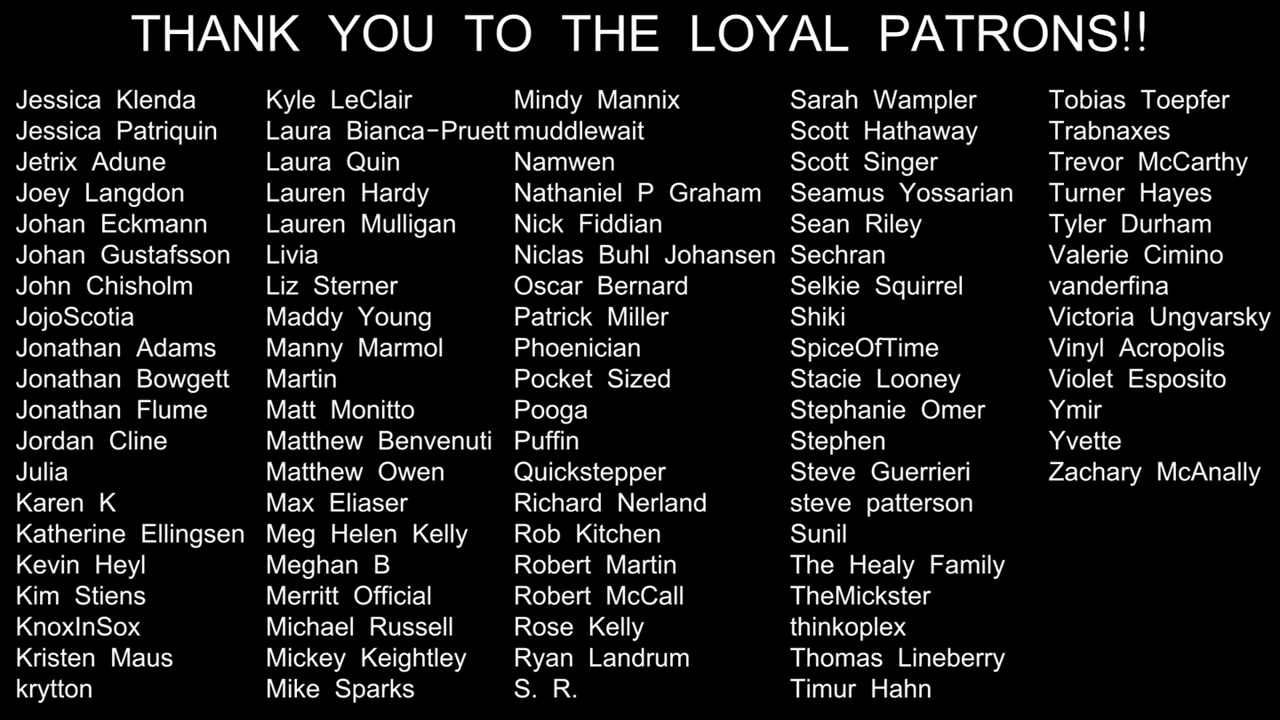 THANK YOU TO THE LOYAL PATRONS!!
Jessica Klenda
Jessica Patriquin
Jetrix Adune
Joey Langdon
Johan Eckmann
Johan Gustafsson
John Chisholm
JojoScotia
Jonathan Adams
Jonathan Bowgett
Jonathan Flume
Jordan Cline
Julia
Karen K
Katherine Ellingsen
Kevin Heyl
Kim Stiens
KnoxInSox
Kristen Maus
krytton
Kyle LeClair
Laura Bianca-Pruett
Laura Quin
Lauren Hardy
Lauren Mulligan
Livia
Liz Sterner
Maddy Young
Manny Marmol
Martin
Matt Monitto
Matthew Benvenuti
Matthew Owen
Max Eliaser
Meg Helen Kelly
Meghan B
Merritt Official
Michael Russell
Mickey Keightley
Mike Sparks
Mindy Mannix
muddlewait
Namwen
Nathaniel P Graham
Nick Fiddian
Niclas Buhl Johansen
Oscar Bernard
Patrick Miller
Phoenician
Pocket Sized
Pooga
Puffin
Quickstepper
Richard Nerland
Rob Kitchen
Robert Martin
Robert McCall
Rose Kelly
Ryan Landrum
S. R.
Sarah Wampler
Scott Hathaway
Scott Singer
Seamus Yossarian
Sean Riley
Sechran
Selkie Squirrel
Shiki
SpiceOfTime
Stacie Looney
Stephanie Omer
Stephen
Steve Guerrieri
steve patterson
Sunil
The Healy Family
TheMickster
thinkoplex
Thomas Lineberry
Timur Hahn
Tobias Toepfer
Trabnaxes
Trevor McCarthy
Turner Hayes
Tyler Durham
Valerie Cimino
vanderfina
Victoria Ungvarsky
Vinyl Acropolis
Violet Esposito
Ymir
Yvette
Zachary McAnally